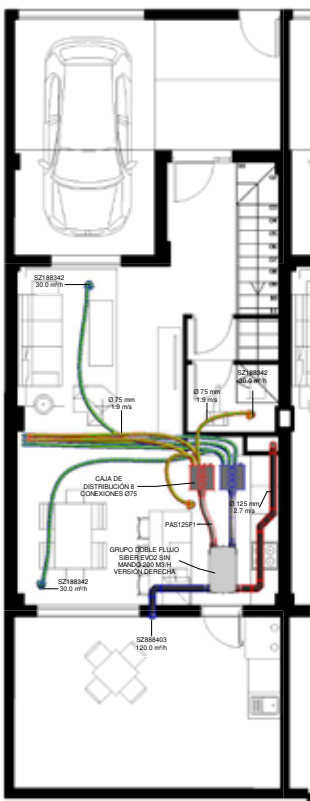 SZ188342
30.0 m³/h
Ø 75 mm
1.9 m/s
Ø 75 mm
1.9 m/s
SZ188342
30.0 m³/h
CAJA DE
DISTRIBUCIÓN 8
CONEXIONES Ø75
Ø 125 mm
2.7 m/s
PAS125F1
GRUPO DOBLE FLUJO
SIBER EVO2 SIN
MANDO 200 M3/H
VERSIÓN DERECHA
SZ188342
30.0 m³/h
SZ888403
120.0 m³/h